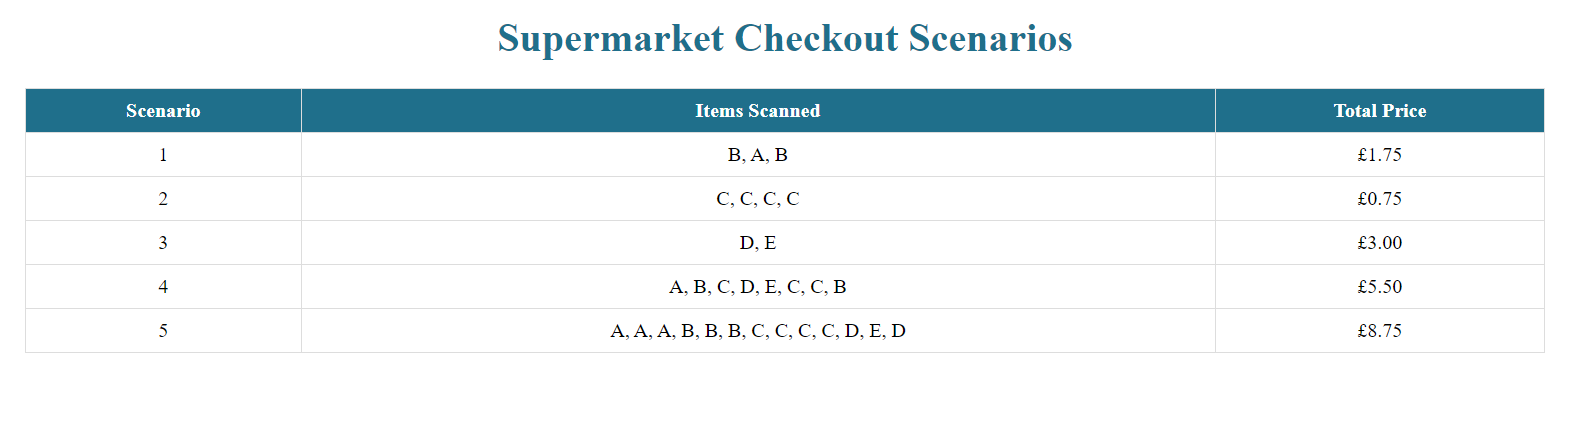 Supermarket Checkout Scenarios
Scenario Items Scanned Total Price
1 B, A, B £1.75
2 C, C, C, C £0.75
3 D, E £3.00
4 A, B, C, D, E, C, C, B £5.50
5 A, A, A, B, B, B, C, C, C, C, D, E, D £8.75